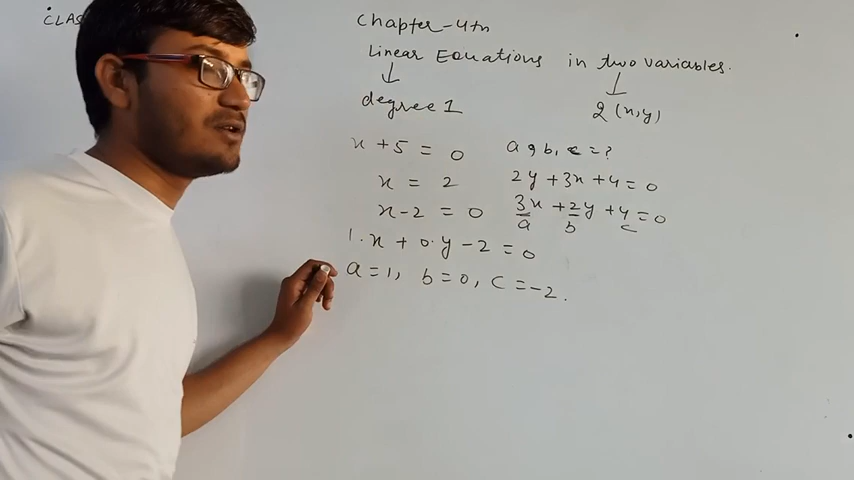 CLAS
Chapter-4th
Linear Equations in two variables.
degree 1
2 (x,y)
x + 5 = 0
x = 2
x - 2 = 0
1.x + 0.y - 2 = 0
a = 1, b = 0, c = -2.
a, b, c = ?
2y + 3x + 4 = 0
3x + 2y + 4 = 0
a b c